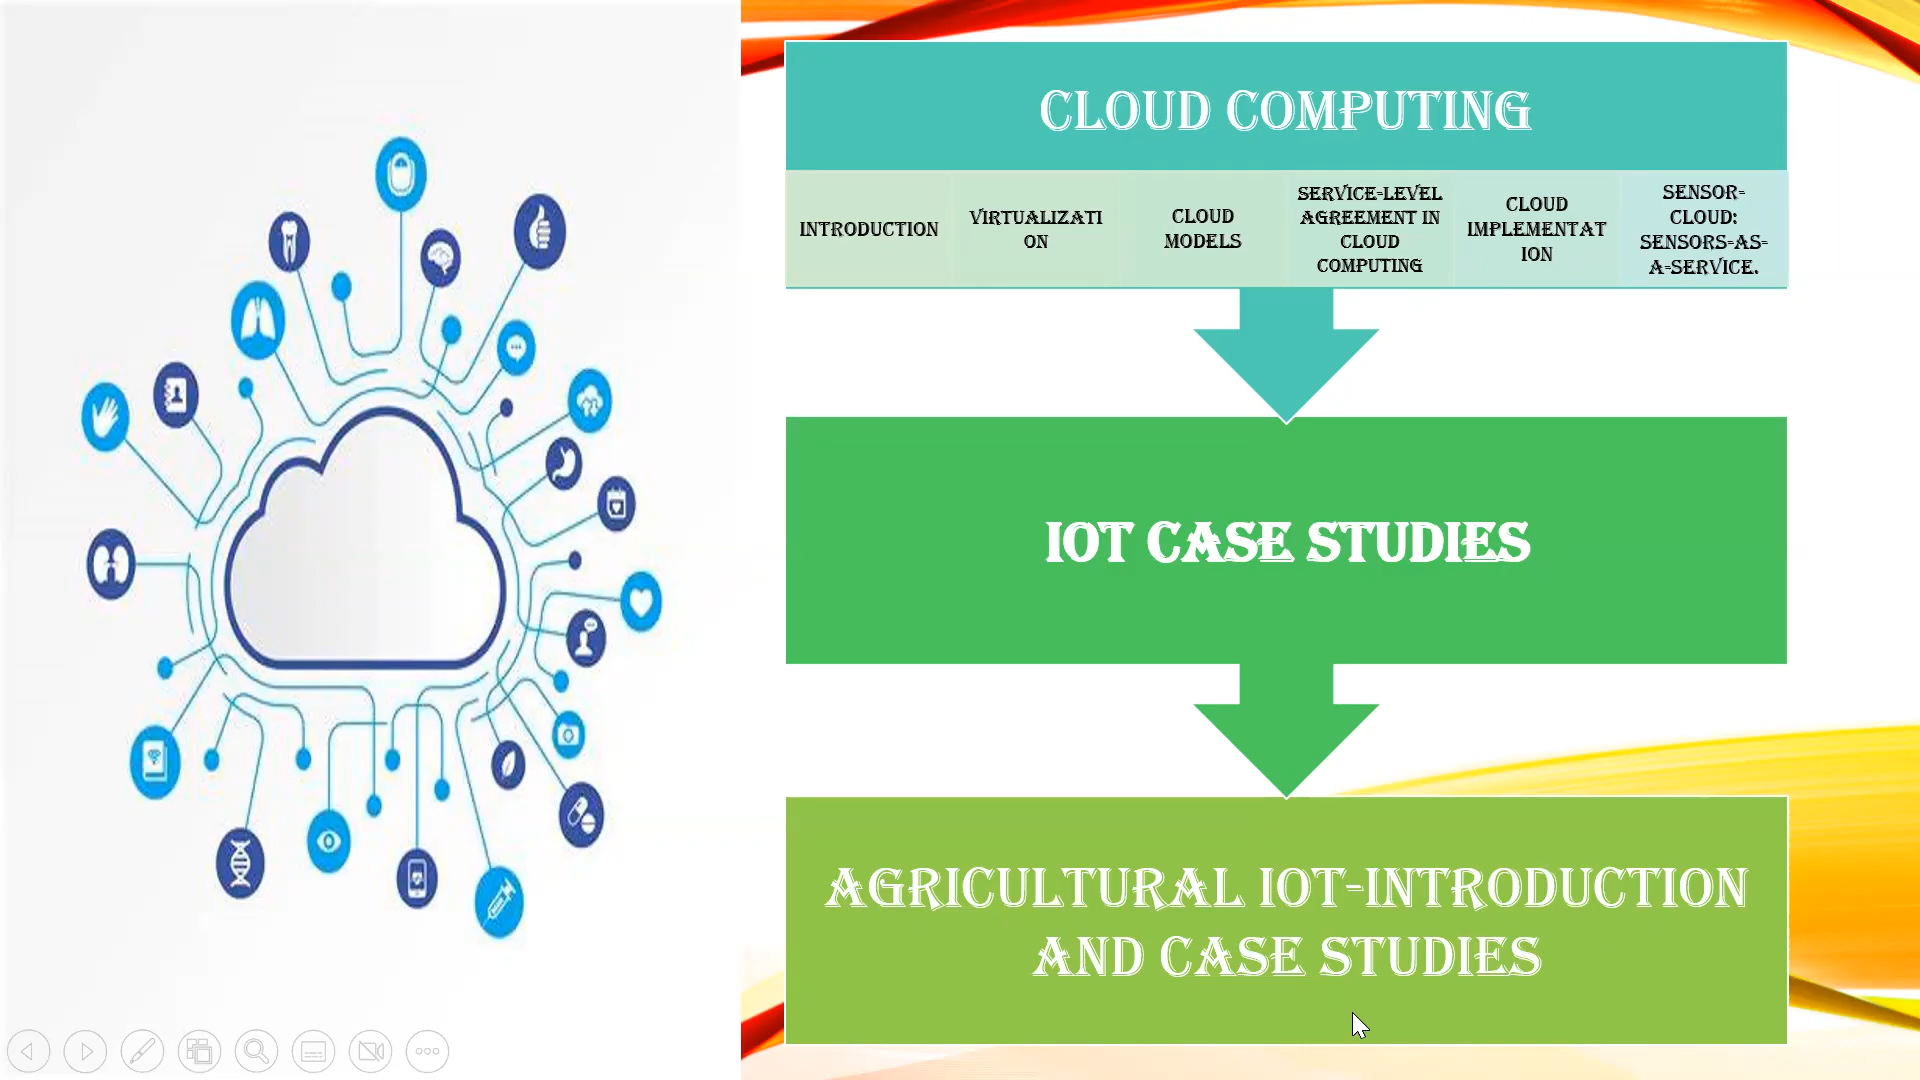 CLOUD COMPUTING
INTRODUCTION
VIRTUALIZATI
ON
CLOUD
MODELS
SERVICE-LEVEL
AGREEMENT IN
CLOUD
COMPUTING
CLOUD
IMPLEMENTAT
ION
SENSOR-
CLOUD:
SENSORS-AS-
A-SERVICE.
IOT CASE STUDIES
AGRICULTURAL IOT-INTRODUCTION
AND CASE STUDIES